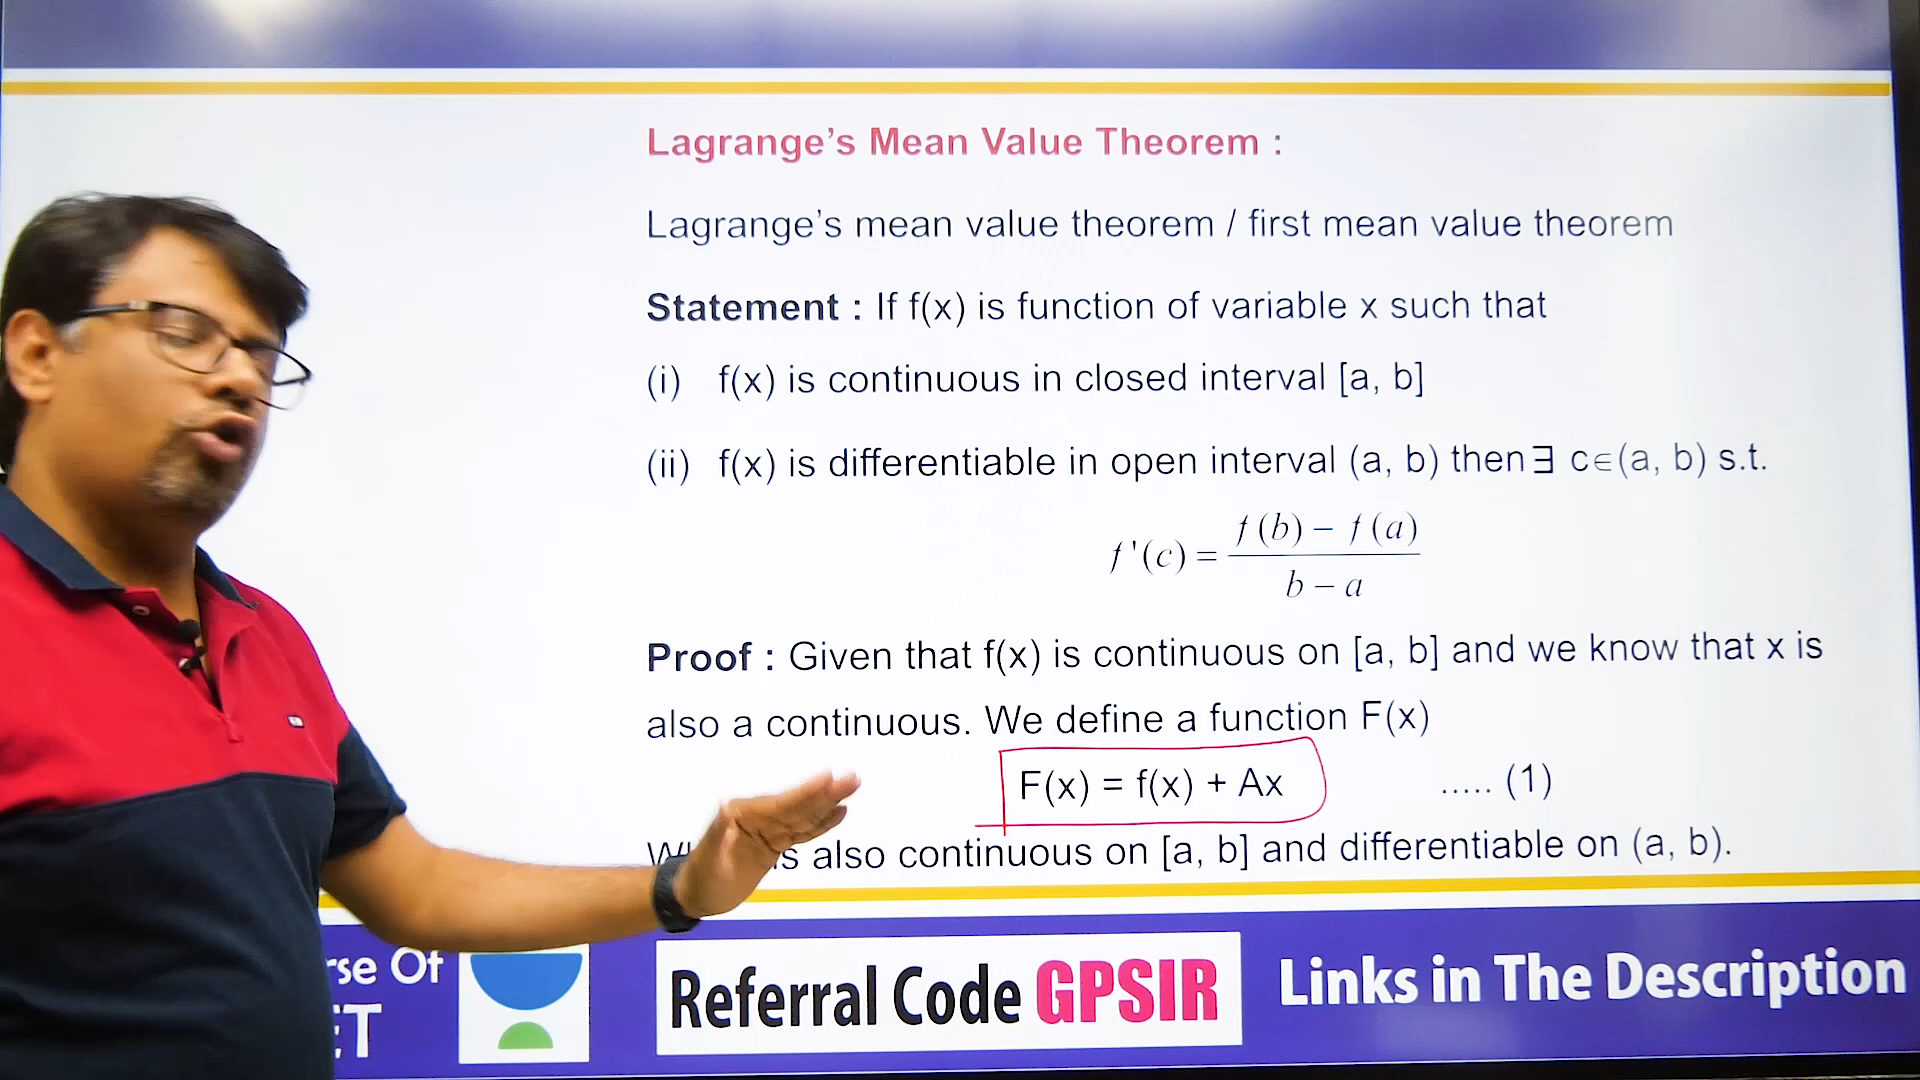 Lagrange’s Mean Value Theorem :
Lagrange’s mean value theorem / first mean value theorem
Statement : If f(x) is function of variable x such that
(i) f(x) is continuous in closed interval [a, b]
(ii) f(x) is differentiable in open interval (a, b) then ∃ c∈(a, b) s.t.
f '(c) = f (b) – f (a) / b – a
Proof : Given that f(x) is continuous on [a, b] and we know that x is
also a continuous. We define a function F(x)
F(x) = f(x) + Ax ..... (1)
also continuous on [a, b] and differentiable on (a, b).
Of
Referral Code GPSIR
Links in The Description